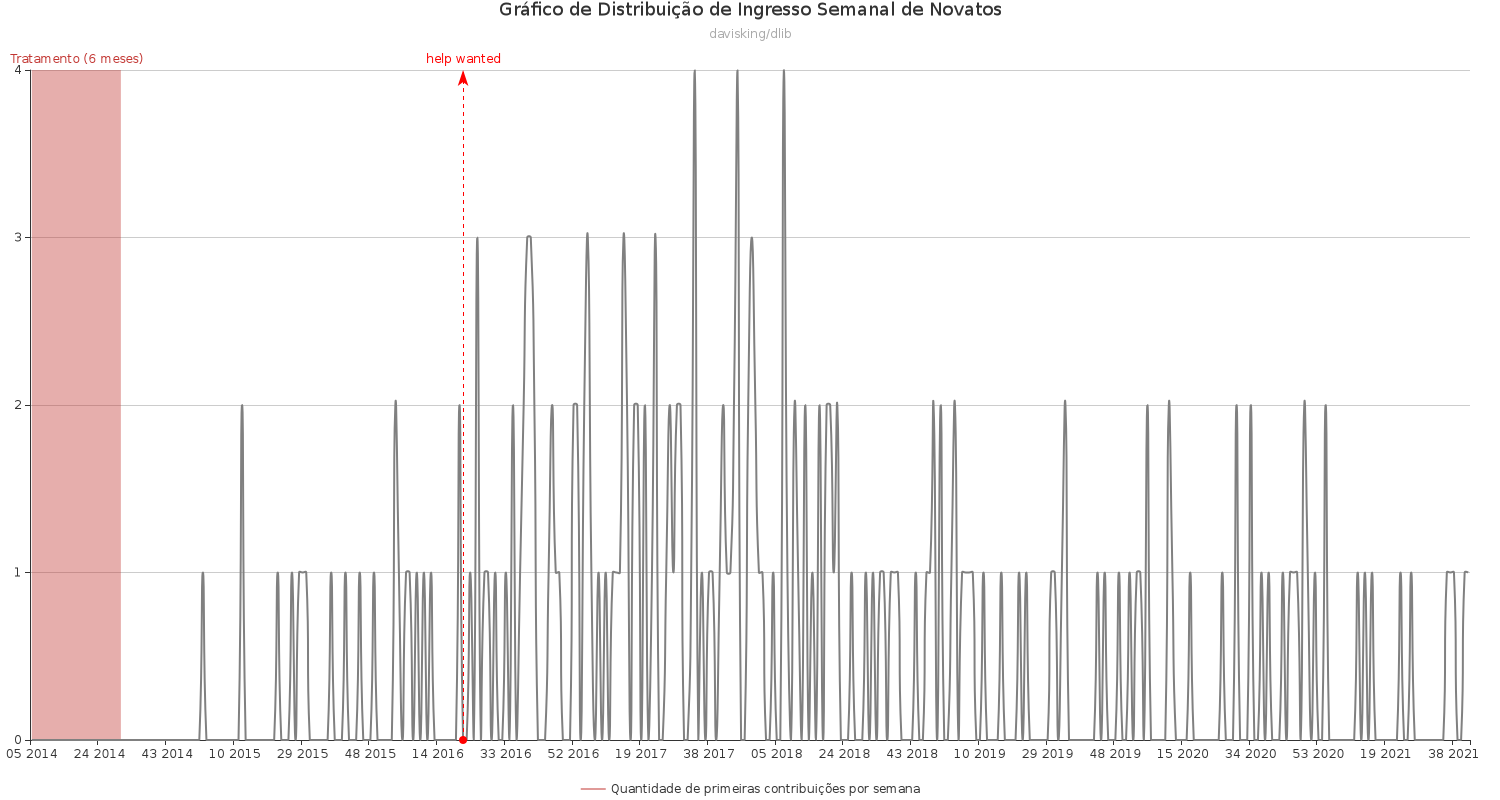 Gráfico de Distribuição de Ingresso Semanal de Novatos
davisking/dlib
Tratamento (6 meses)
help wanted
4
3
2
1
0
05 2014 24 2014 43 2014 10 2015 29 2015 48 2015 14 2016 33 2016 52 2016 19 2017 38 2017 05 2018 24 2018 43 2018 10 2019 29 2019 48 2019 15 2020 34 2020 53 2020 19 2021 38 2021
Quantidade de primeiras contribuições por semana